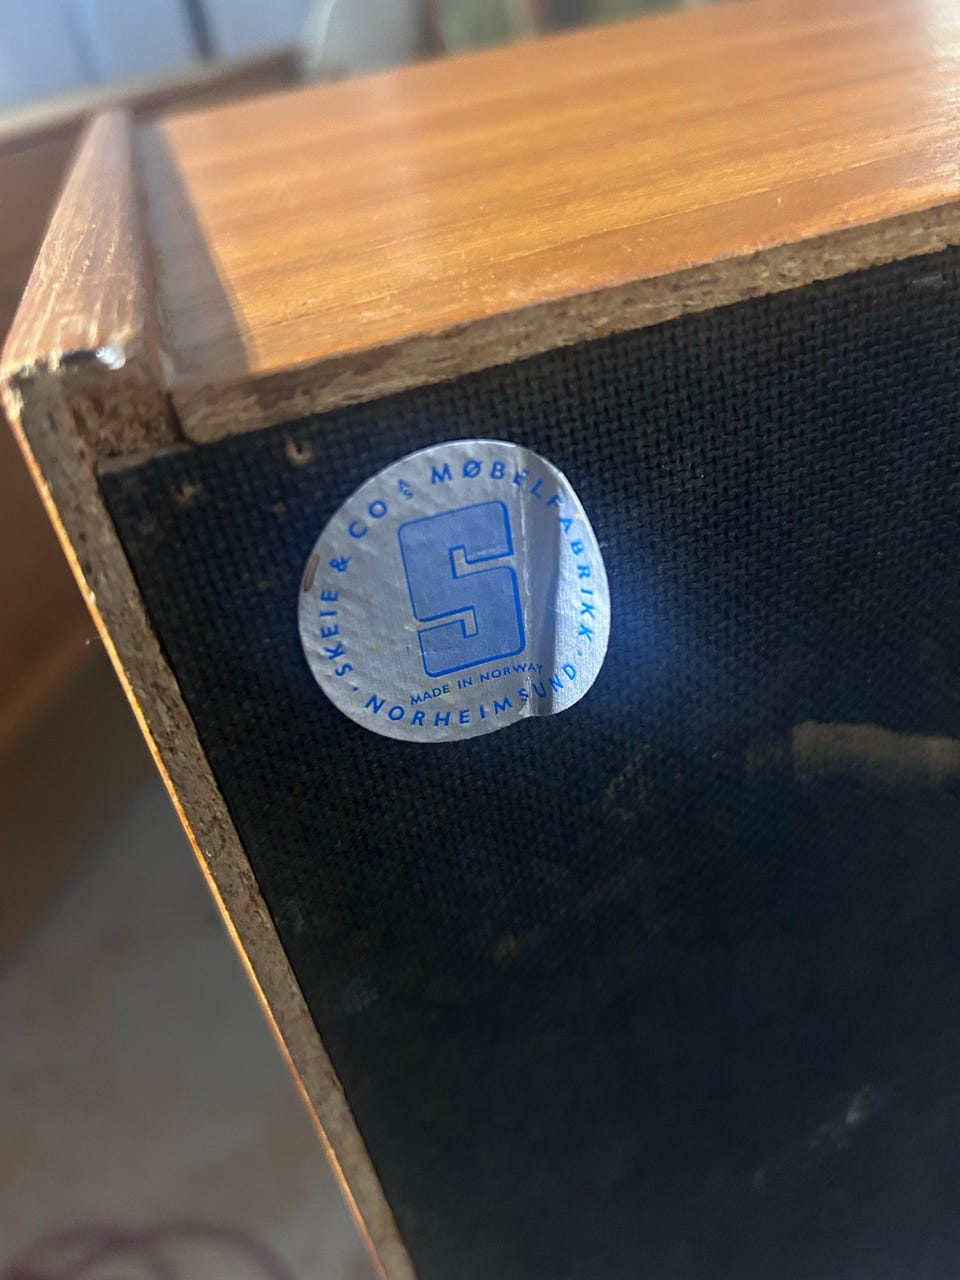 SKEIE & CO A/S MØBELFABRIKK
S
MADE IN NORWAY
· NORHEIMSUND ·